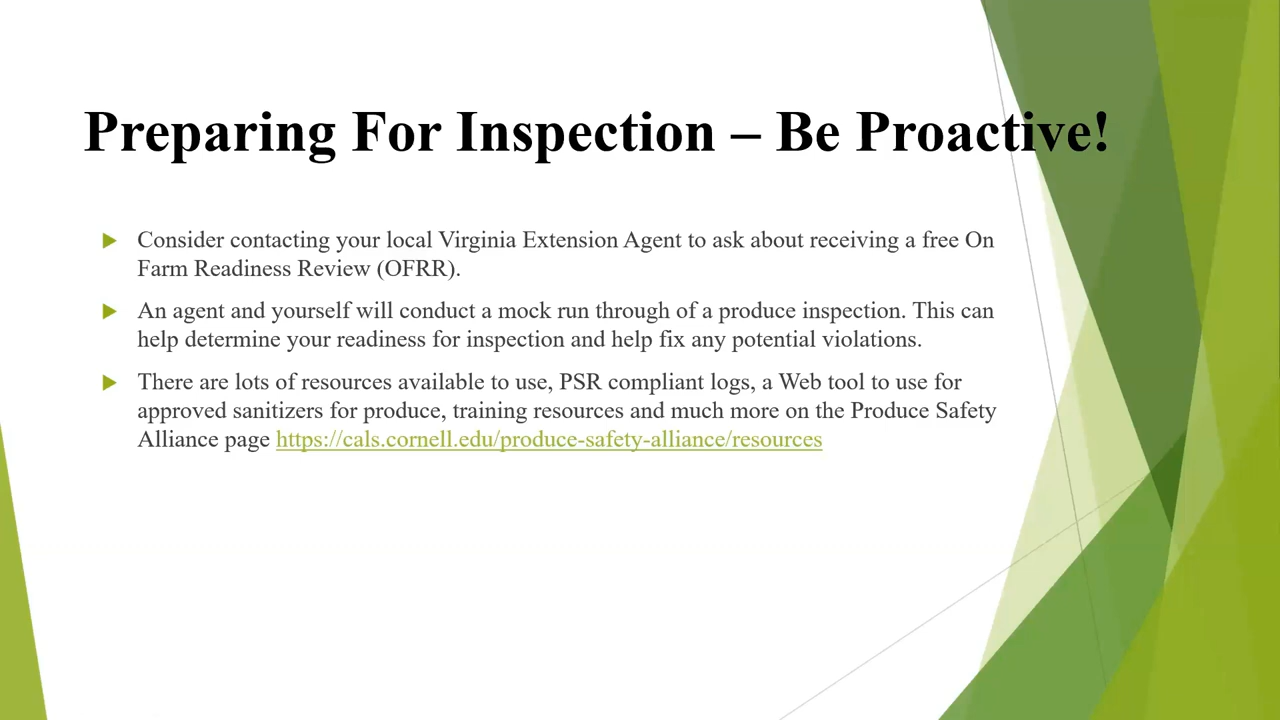 Preparing For Inspection – Be Proactive!
Consider contacting your local Virginia Extension Agent to ask about receiving a free On
Farm Readiness Review (OFRR).
An agent and yourself will conduct a mock run through of a produce inspection. This can
help determine your readiness for inspection and help fix any potential violations.
There are lots of resources available to use, PSR compliant logs, a Web tool to use for
approved sanitizers for produce, training resources and much more on the Produce Safety
Alliance page https://cals.cornell.edu/produce-safety-alliance/resources